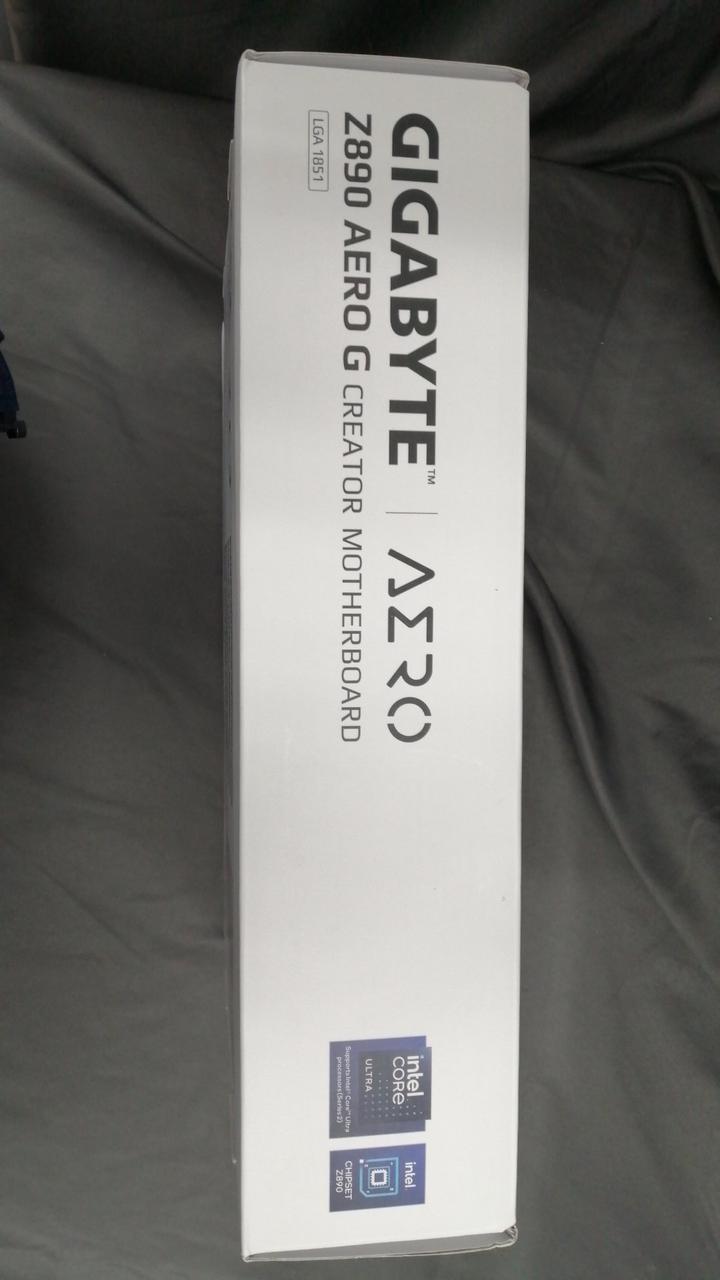 GIGABYTE™ | AERO
Z890 AERO G CREATOR MOTHERBOARD
LGA 1851
intel
CORE
ULTRA
Supports Intel® Core™ Ultra
processors (Series 2)
intel
CHIPSET
Z890